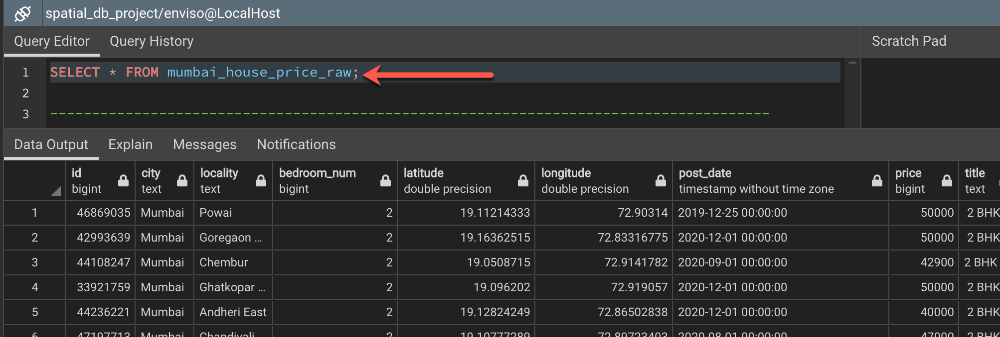 spatial_db_project/enviso@LocalHost
Query Editor Query History Scratch Pad
1 SELECT * FROM mumbai_house_price_raw;
2
3 --------------------------------------------------------------------------------------
Data Output Explain Messages Notifications
id city locality bedroom_num latitude longitude post_date price title
bigint text text bigint double precision double precision timestamp without time zone bigint text
1 46869035 Mumbai Powai 2 19.11214333 72.90314 2019-12-25 00:00:00 50000 2 BHK
2 42993639 Mumbai Goregaon ... 2 19.16362515 72.83316775 2020-12-01 00:00:00 50000 2 BHK
3 44108247 Mumbai Chembur 2 19.0508715 72.9141782 2020-09-01 00:00:00 42900 2 BHK
4 33921759 Mumbai Ghatkopar ... 2 19.096202 72.919057 2020-12-01 00:00:00 50000 2 BHK
5 44236221 Mumbai Andheri East 2 19.12824249 72.86502838 2020-12-01 00:00:00 40000 2 BHK
6 47197713 Mumbai Chandivali 2 19.10777289 72.89723403 2020-08-01 00:00:00 47000 2 BHK